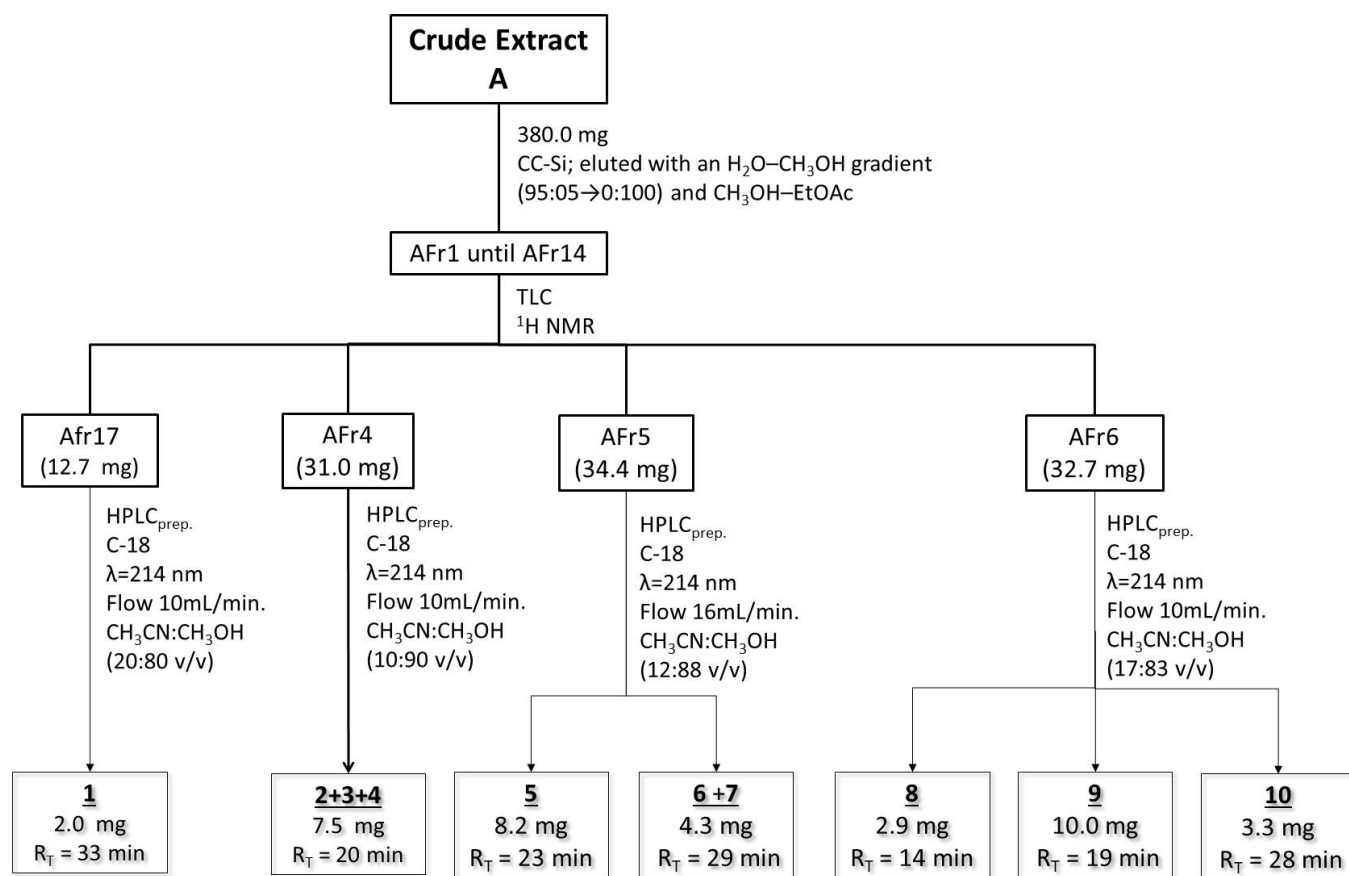 Crude Extract
A
380.0 mg
CC-Si; eluted with an H₂O–CH₃OH gradient
(95:05→0:100) and CH₃OH–EtOAc
AFr1 until AFr14
TLC
¹H NMR
Afr17
(12.7 mg)
HPLCprep.
C-18
λ=214 nm
Flow 10mL/min.
CH₃CN:CH₃OH
(20:80 v/v)
AFr4
(31.0 mg)
HPLCprep.
C-18
λ=214 nm
Flow 10mL/min.
CH₃CN:CH₃OH
(10:90 v/v)
AFr5
(34.4 mg)
HPLCprep.
C-18
λ=214 nm
Flow 16mL/min.
CH₃CN:CH₃OH
(12:88 v/v)
AFr6
(32.7 mg)
HPLCprep.
C-18
λ=214 nm
Flow 10mL/min.
CH₃CN:CH₃OH
(17:83 v/v)
1
2.0 mg
RT = 33 min
2+3+4
7.5 mg
RT = 20 min
5
8.2 mg
RT = 23 min
6 +7
4.3 mg
RT = 29 min
8
2.9 mg
RT = 14 min
9
10.0 mg
RT = 19 min
10
3.3 mg
RT = 28 min